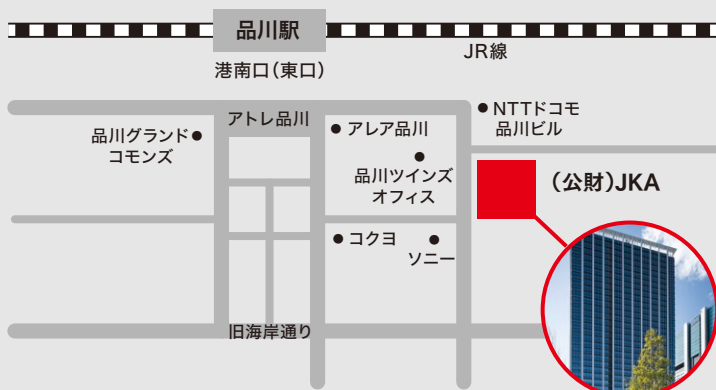 品川駅
JR線
港南口(東口)
アトレ品川
NTTドコモ
品川ビル
品川グランド
コモンズ
アレア品川
品川ツインズ
オフィス
(公財)JKA
コクヨ
ソニー
旧海岸通り